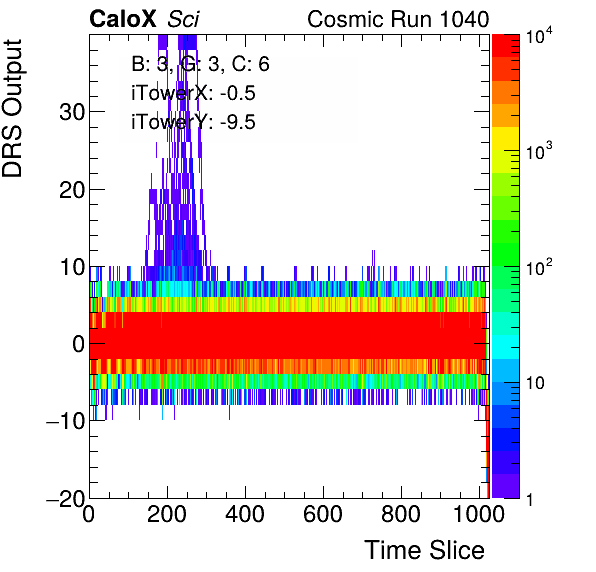 CaloX Sci Cosmic Run 1040
DRS Output
B: 3, G: 3, C: 6
iTowerX: -0.5
iTowerY: -9.5
30
20
10
0
−10
−20
0 200 400 600 800 1000
Time Slice
10^4
10^3
10^2
10
1